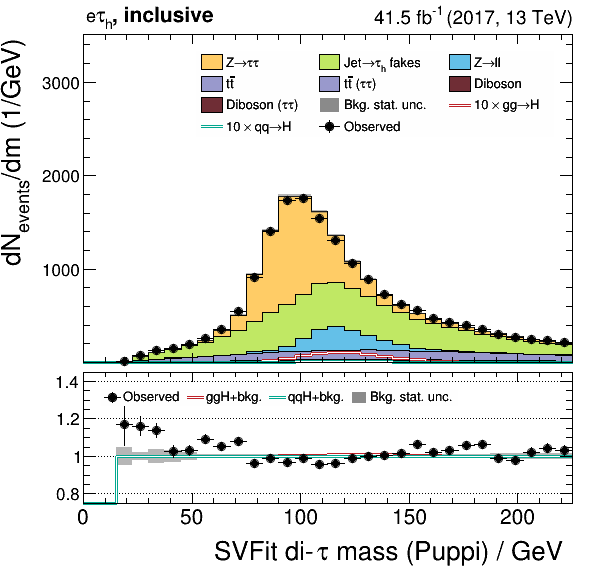 eτh, inclusive 41.5 fb⁻¹ (2017, 13 TeV)
dNevents/dm (1/GeV)
3000
2000
1000
Z→ττ Jet→τh fakes Z→ll
tt̄ tt̄ (ττ) Diboson
Diboson (ττ) Bkg. stat. unc. 10 × gg→H
10 × qq→H Observed
1.4
1.2
1
0.8
Observed ggH+bkg. qqH+bkg. Bkg. stat. unc.
0 50 100 150 200
SVFit di-τ mass (Puppi) / GeV